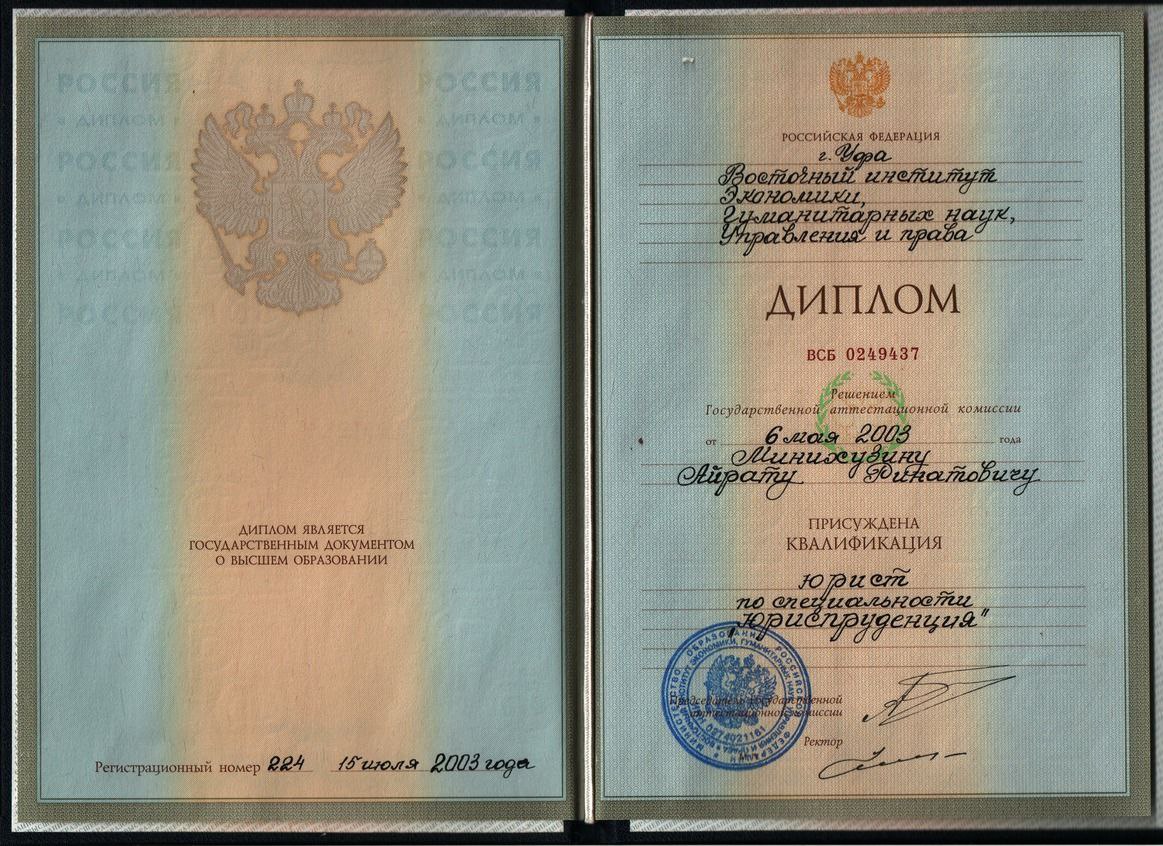 РОССИЯ РОССИЯ
« ДИПЛОМ » « ДИПЛОМ »
РОССИЯ РОССИЯ
« ДИПЛОМ » « ДИПЛОМ »
РОССИЯ РОССИЯ
« ДИПЛОМ » « ДИПЛОМ »
РОССИЯ РОССИЯ
ДИПЛОМ ЯВЛЯЕТСЯ
ГОСУДАРСТВЕННЫМ ДОКУМЕНТОМ
О ВЫСШЕМ ОБРАЗОВАНИИ
Регистрационный номер 224 15 июля 2003 года
РОССИЙСКАЯ ФЕДЕРАЦИЯ
г. Уфа
Восточный институт
Экономики,
Гуманитарных наук,
Управления и права
ДИПЛОМ
ВСБ 0249437
Решением
Государственной аттестационной комиссии
от 6 мая 2003 года
Минихузину
Айрату Ринатовичу
ПРИСУЖДЕНА
КВАЛИФИКАЦИЯ
юрист
по специальности
"юриспруденция"
Председатель Государственной
аттестационной комиссии
Ректор